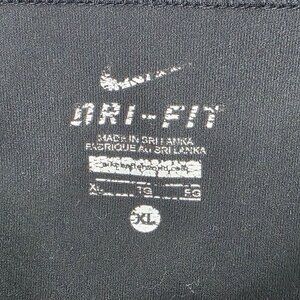 DRI-FIT
MADE IN SRI LANKA
FABRIQUE AU SRI LANKA
XL TG EG
XL